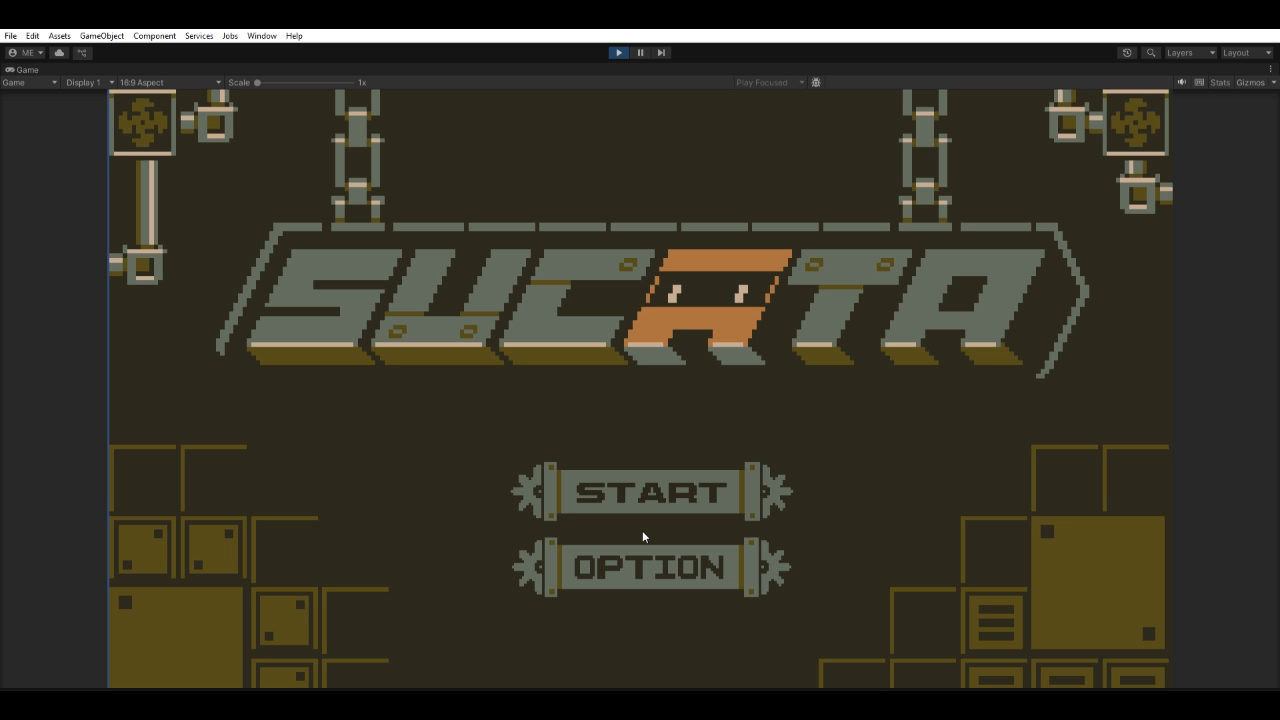 File Edit Assets GameObject Component Services Jobs Window Help
ME Layers Layout
Game
Game Display 1 16:9 Aspect Scale 1x Play Focused Stats Gizmos
SUCATA
START
OPTION